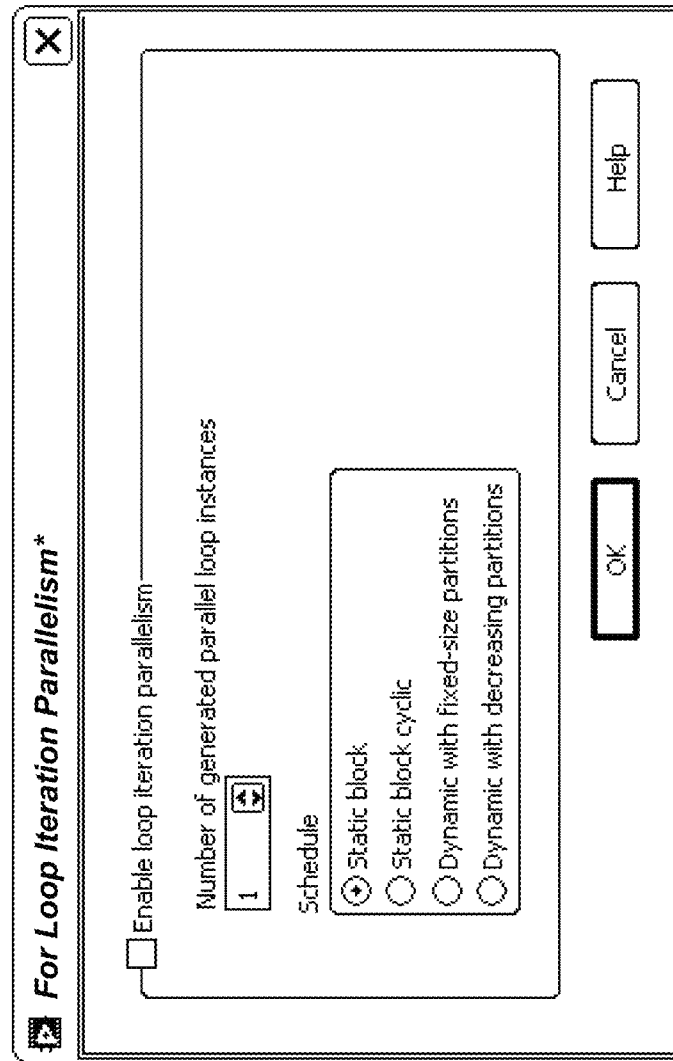 For Loop Iteration Parallelism*
Enable loop iteration parallelism
Number of generated parallel loop instances
1
Schedule
Static block
Static block cyclic
Dynamic with fixed-size partitions
Dynamic with decreasing partitions
OK
Cancel
Help